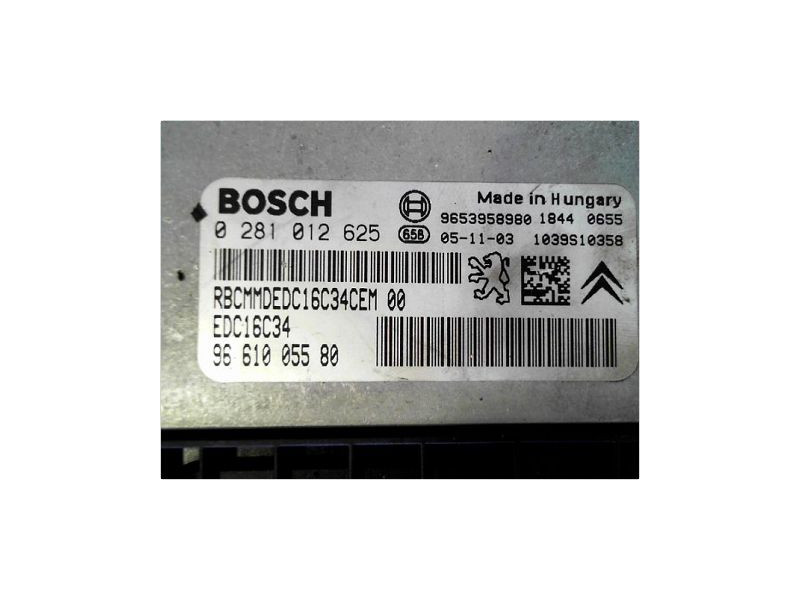 BOSCH
Made in Hungary
9653958980 1844 0655
0 281 012 625
65B
05-11-03 1039S10358
RBCMMDEDC16C34CEM 00
EDC16C34
96 610 055 80